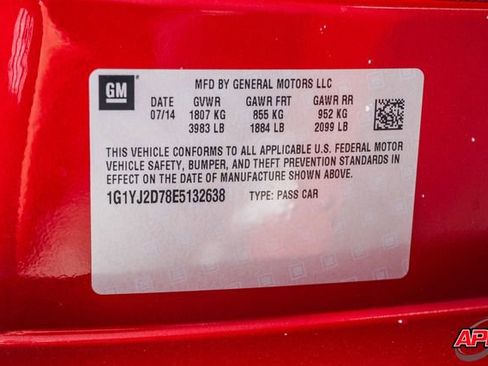 GM
MFD BY GENERAL MOTORS LLC
DATE GVWR GAWR FRT GAWR RR
07/14 1807 KG 855 KG 952 KG
3983 LB 1884 LB 2099 LB
THIS VEHICLE CONFORMS TO ALL APPLICABLE U.S. FEDERAL MOTOR
VEHICLE SAFETY, BUMPER, AND THEFT PREVENTION STANDARDS IN
EFFECT ON THE DATE OF MANUFACTURE SHOWN ABOVE.
1G1YJ2D78E5132638 TYPE: PASS CAR